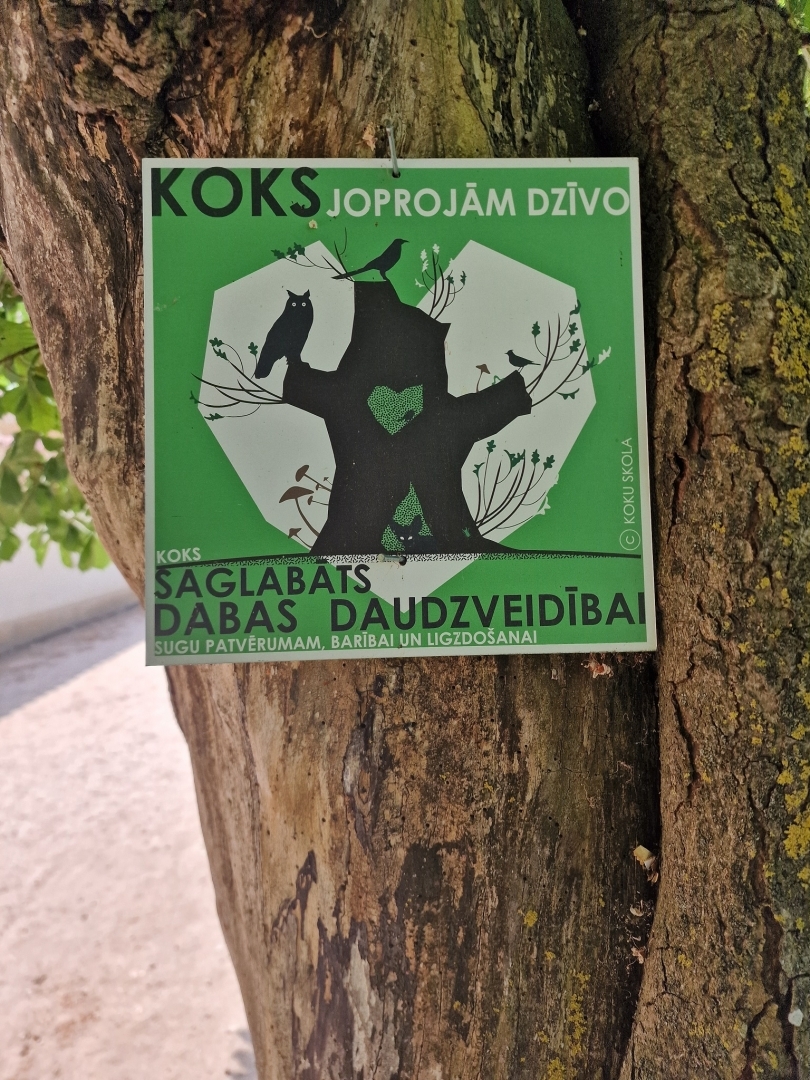 KOKS JOPROJĀM DZĪVO
© KOKU SKOLA
KOKS
SAGLABĀTS
DABAS DAUDZVEIDĪBAI
SUGU PATVĒRUMAM, BARĪBAI UN LIGZDOŠANAI